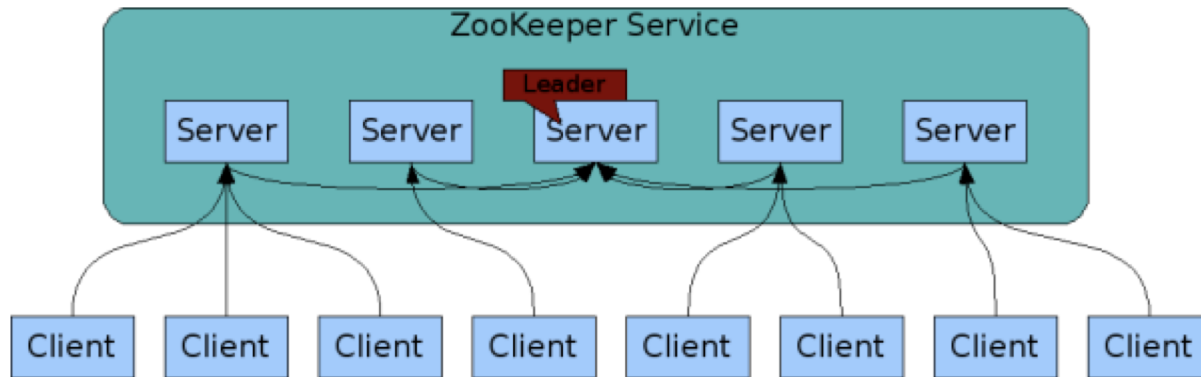 ZooKeeper Service
Leader
Server Server Server Server Server
Client Client Client Client Client Client Client Client